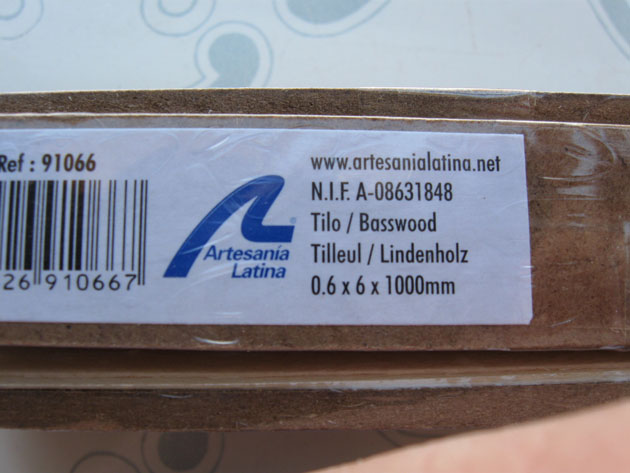 Ref : 91066
26 910667
Artesanía
Latina
®
www.artesanialatina.net
N.I.F. A-08631848
Tilo / Basswood
Tilleul / Lindenholz
0.6 x 6 x 1000mm